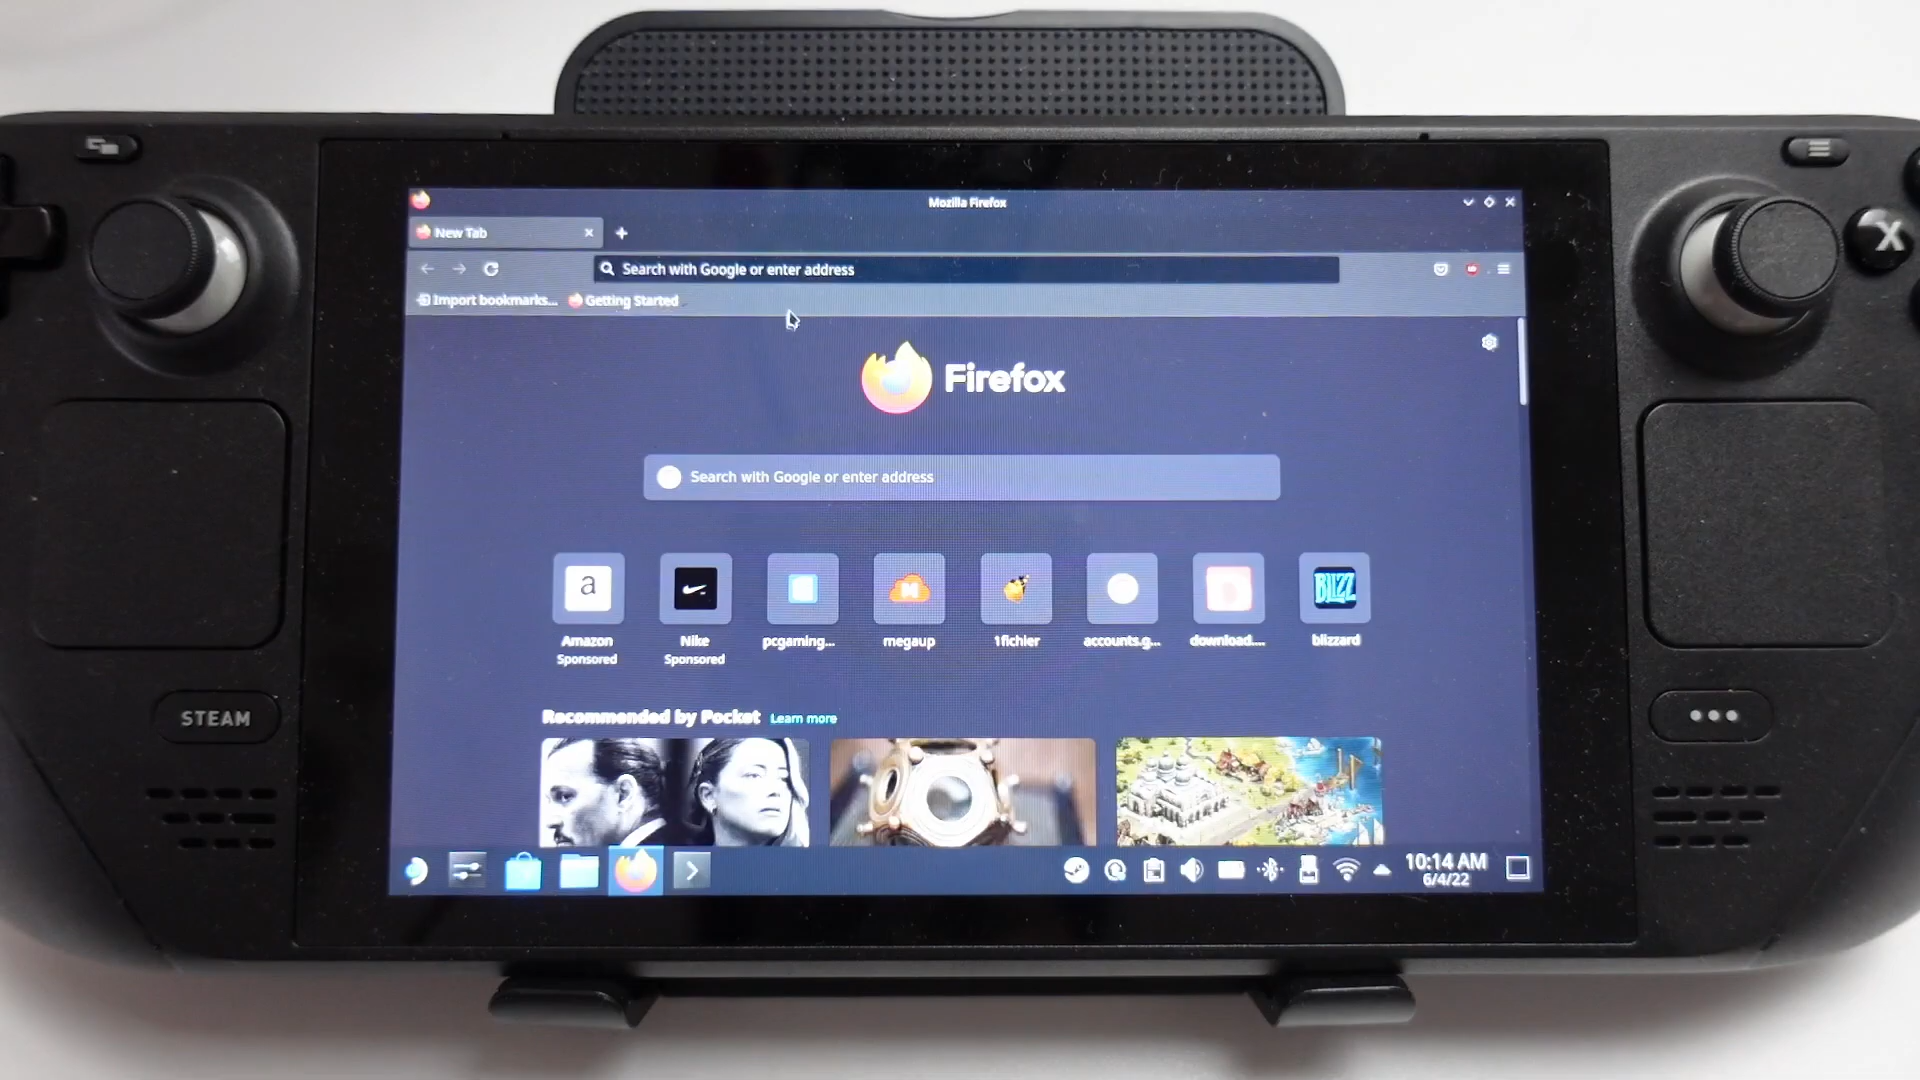 Mozilla Firefox
New Tab
Search with Google or enter address
Import bookmarks... Getting Started
Firefox
Search with Google or enter address
a
M
BLIZZ
Amazon Nike pcgaming... megaup 1fichier accounts.g... download.... blizzard
Sponsored Sponsored
Recommended by Pocket Learn more
10:14 AM
6/4/22
X
STEAM